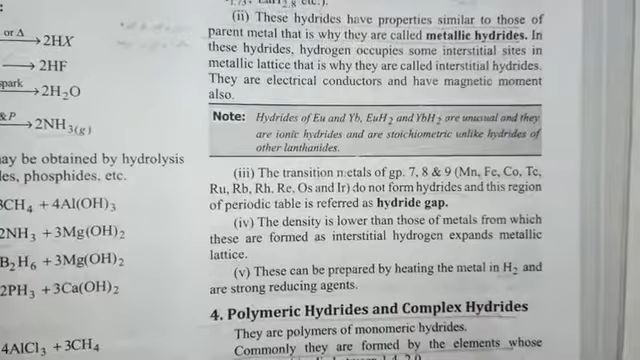 or Δ
→ 2HX
→ 2HF
spark
→ 2H₂O
&P
→ 2NH₃(g)
may be obtained by hydrolysis
phosphides, etc.
CH₄ + 4Al(OH)₃
2NH₃ + 3Mg(OH)₂
B₂H₆ + 3Mg(OH)₂
2PH₃ + 3Ca(OH)₂
4AlCl₃ + 3CH₄
(ii) These hydrides have properties similar to those of
parent metal that is why they are called metallic hydrides. In
these hydrides, hydrogen occupies some interstitial sites in
metallic lattice that is why they are called interstitial hydrides.
They are electrical conductors and have magnetic moment
also.
Note: Hydrides of Eu and Yb, EuH₂ and YbH₂ are unusual and they
are ionic hydrides and are stoichiometric unlike hydrides of
other lanthanides.
(iii) The transition metals of gp. 7, 8 & 9 (Mn, Fe, Co, Tc,
Ru, Rb, Rh, Re, Os and Ir) do not form hydrides and this region
of periodic table is referred as hydride gap.
(iv) The density is lower than those of metals from which
these are formed as interstitial hydrogen expands metallic
lattice.
(v) These can be prepared by heating the metal in H₂ and
are strong reducing agents.
4. Polymeric Hydrides and Complex Hydrides
They are polymers of monomeric hydrides.
Commonly they are formed by the elements whose